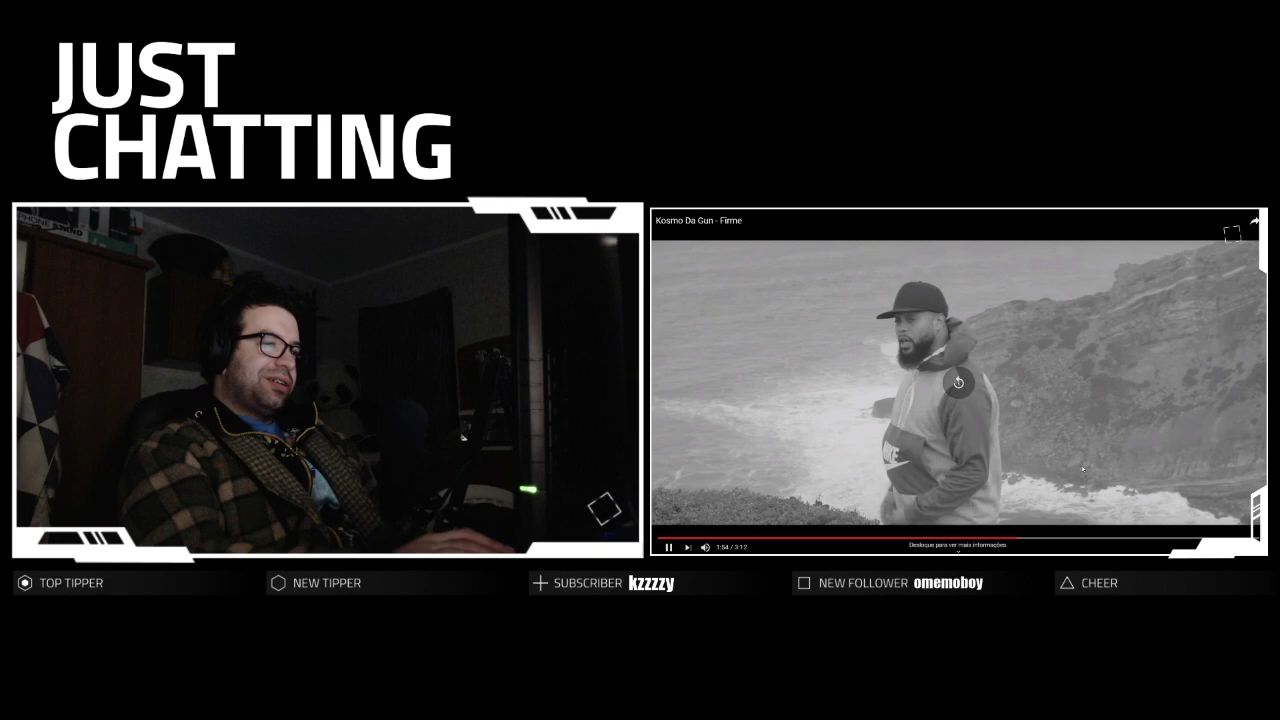 JUST
CHATTING
Kosmo Da Gun - Firme
1:54 / 3:12
Desloque para ver mais informações.
TOP TIPPER
NEW TIPPER
SUBSCRIBER kzzzzy
NEW FOLLOWER omemoboy
CHEER